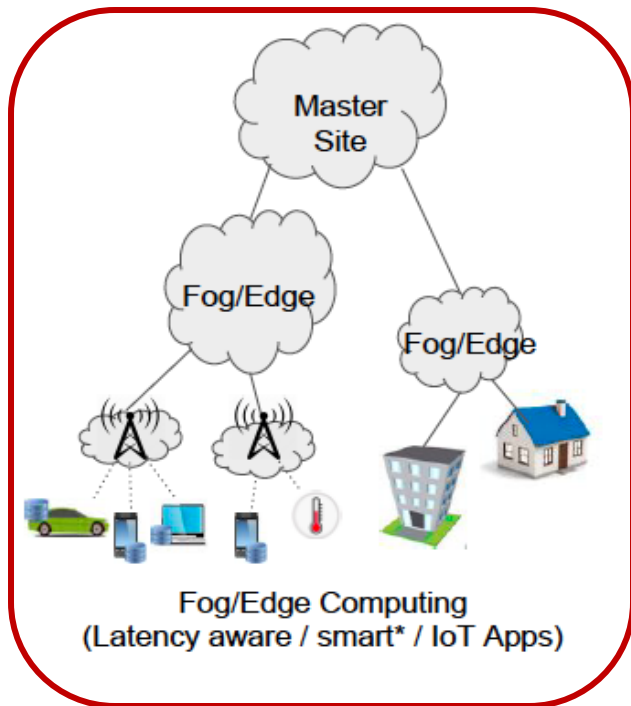 Master
Site
Fog/Edge
Fog/Edge
Fog/Edge Computing
(Latency aware / smart* / IoT Apps)